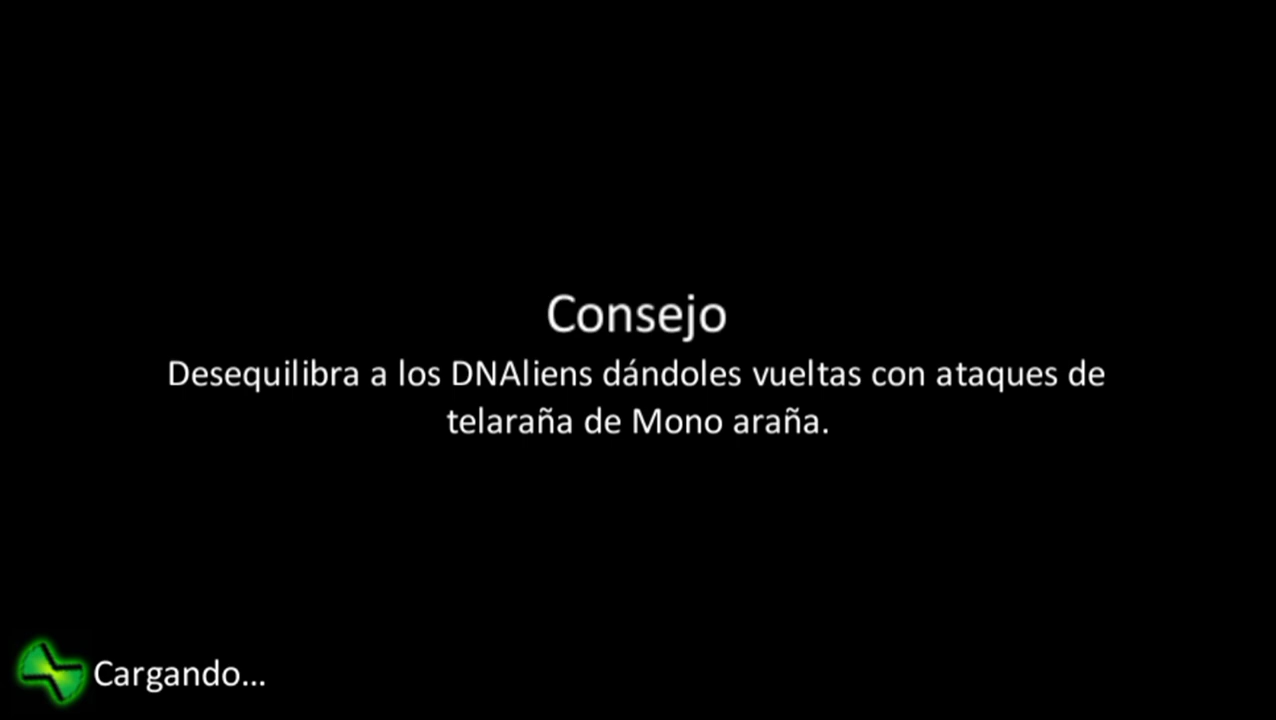 Consejo
Desequilibra a los DNAliens dándoles vueltas con ataques de
telaraña de Mono araña.
Cargando...